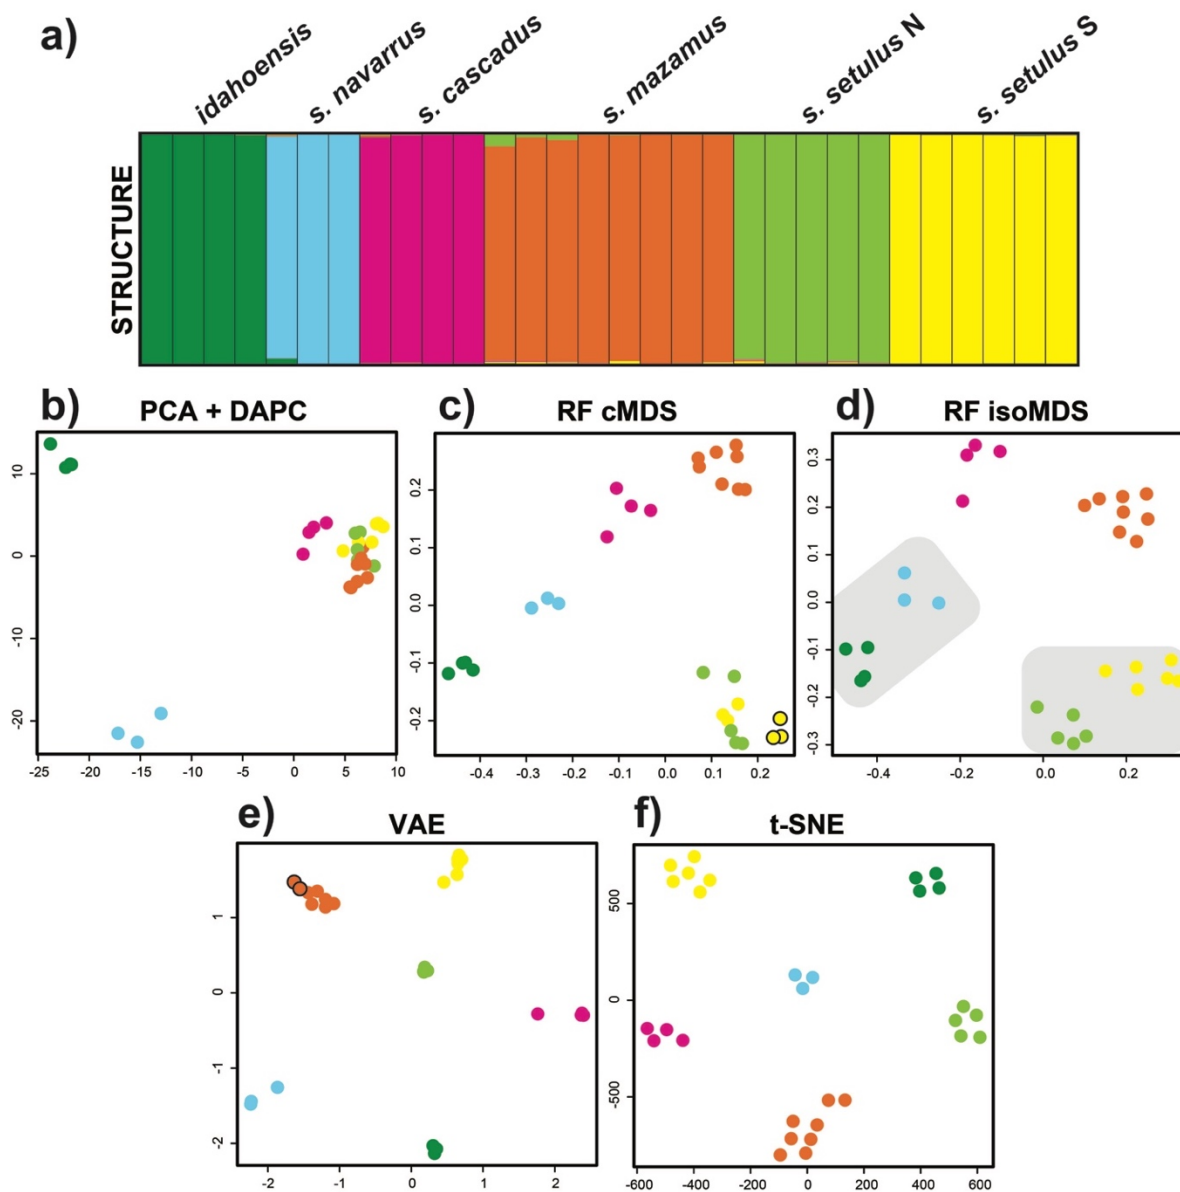 a)
idahoensis
s. navarrus
s. cascadus
s. mazamus
s. setulus N
s. setulus S
STRUCTURE
b)
PCA + DAPC
c)
RF cMDS
d)
RF isoMDS
10
0
-10
-20
-25 -20 -15 -10 -5 0 5 10
0.2
0.1
0.0
-0.1
-0.2
-0.4 -0.3 -0.2 -0.1 0.0 0.1 0.2
0.3
0.2
0.1
0.0
-0.1
-0.2
-0.3
-0.4 -0.2 0.0 0.2
e)
VAE
f)
t-SNE
1
0
-1
-2
-2 -1 0 1 2
500
0
-500
-600 -400 -200 0 200 400 600